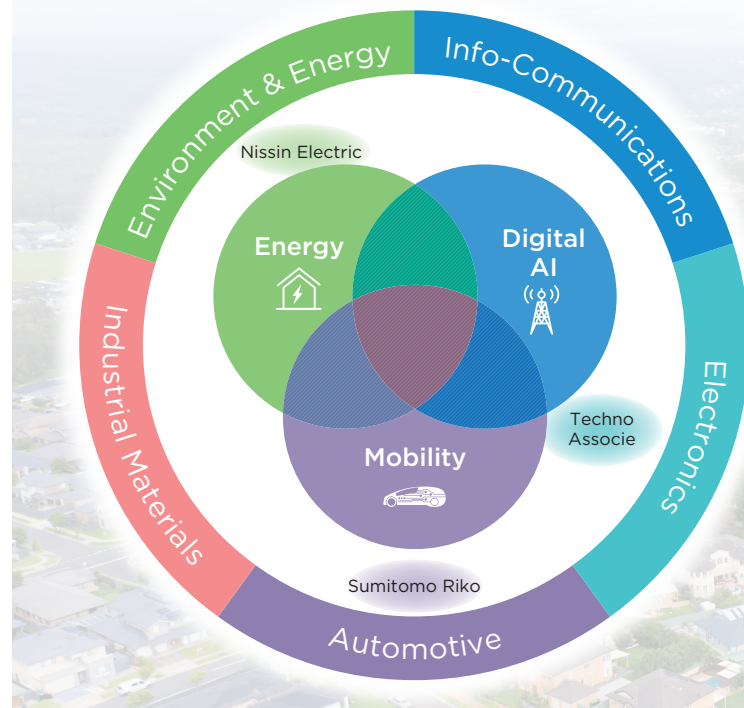 Environment & Energy
Info-Communications
Nissin Electric
Energy
Digital
AI
Industrial Materials
Electronics
Techno
Associe
Mobility
Sumitomo Riko
Automotive